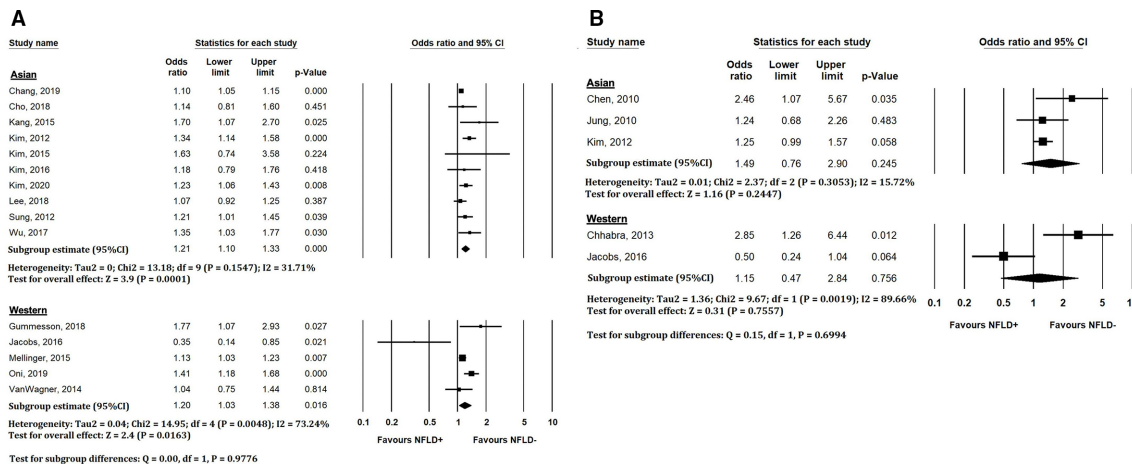 A
Study name Statistics for each study Odds ratio and 95% CI
Odds ratio Lower limit Upper limit p-Value
Asian
Chang, 2019 1.10 1.05 1.15 0.000
Cho, 2018 1.14 0.81 1.60 0.451
Kang, 2015 1.70 1.07 2.70 0.025
Kim, 2012 1.34 1.14 1.58 0.000
Kim, 2015 1.63 0.74 3.58 0.224
Kim, 2016 1.18 0.79 1.76 0.418
Kim, 2020 1.23 1.06 1.43 0.008
Lee, 2018 1.07 0.92 1.25 0.387
Sung, 2012 1.21 1.01 1.45 0.039
Wu, 2017 1.35 1.03 1.77 0.030
Subgroup estimate (95%CI) 1.21 1.10 1.33 0.000
Heterogeneity: Tau2 = 0; Chi2 = 13.18; df = 9 (P = 0.1547); I2 = 31.71%
Test for overall effect: Z = 3.9 (P = 0.0001)
Western
Gummesson, 2018 1.77 1.07 2.93 0.027
Jacobs, 2016 0.35 0.14 0.85 0.021
Mellinger, 2015 1.13 1.03 1.23 0.007
Oni, 2019 1.41 1.18 1.68 0.000
VanWagner, 2014 1.04 0.75 1.44 0.814
Subgroup estimate (95%CI) 1.20 1.03 1.38 0.016
Heterogeneity: Tau2 = 0.04; Chi2 = 14.95; df = 4 (P = 0.0048); I2 = 73.24%
Test for overall effect: Z = 2.4 (P = 0.0163)
0.1 0.2 0.5 1 2 5 10
Favours NFLD+ Favours NFLD-
Test for subgroup differences: Q = 0.00, df = 1, P = 0.9776
B
Study name Statistics for each study Odds ratio and 95% CI
Odds ratio Lower limit Upper limit p-Value
Asian
Chen, 2010 2.46 1.07 5.67 0.035
Jung, 2010 1.24 0.68 2.26 0.483
Kim, 2012 1.25 0.99 1.57 0.058
Subgroup estimate (95%CI) 1.49 0.76 2.90 0.245
Heterogeneity: Tau2 = 0.01; Chi2 = 2.37; df = 2 (P = 0.3053); I2 = 15.72%
Test for overall effect: Z = 1.16 (P = 0.2447)
Western
Chhabra, 2013 2.85 1.26 6.44 0.012
Jacobs, 2016 0.50 0.24 1.04 0.064
Subgroup estimate (95%CI) 1.15 0.47 2.84 0.756
Heterogeneity: Tau2 = 1.36; Chi2 = 9.67; df = 1 (P = 0.0019); I2 = 89.66%
Test for overall effect: Z = 0.31 (P = 0.7557)
0.1 0.2 0.5 1 2 5 1
Favours NFLD+ Favours NFLD-
Test for subgroup differences: Q = 0.15, df = 1, P = 0.6994